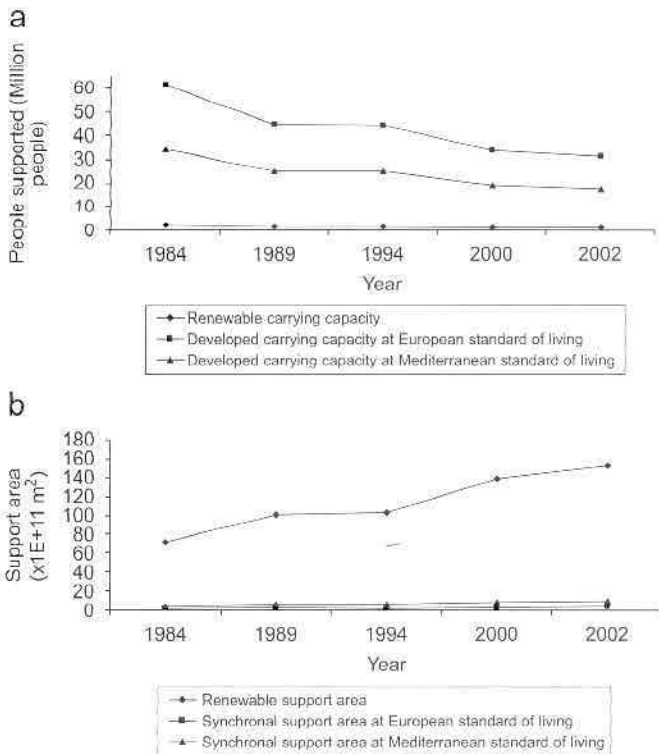 a
People supported (Million
people)
60
50
40
30
20
10
0
1984 1989 1994 2000 2002
Year
Renewable carrying capacity
Developed carrying capacity at European standard of living
Developed carrying capacity at Mediterranean standard of living
b
Support area
(x1E+11 m²)
180
160
140
120
100
80
60
40
20
0
1984 1989 1994 2000 2002
Year
Renewable support area
Synchronal support area at European standard of living
Synchronal support area at Mediterranean standard of living